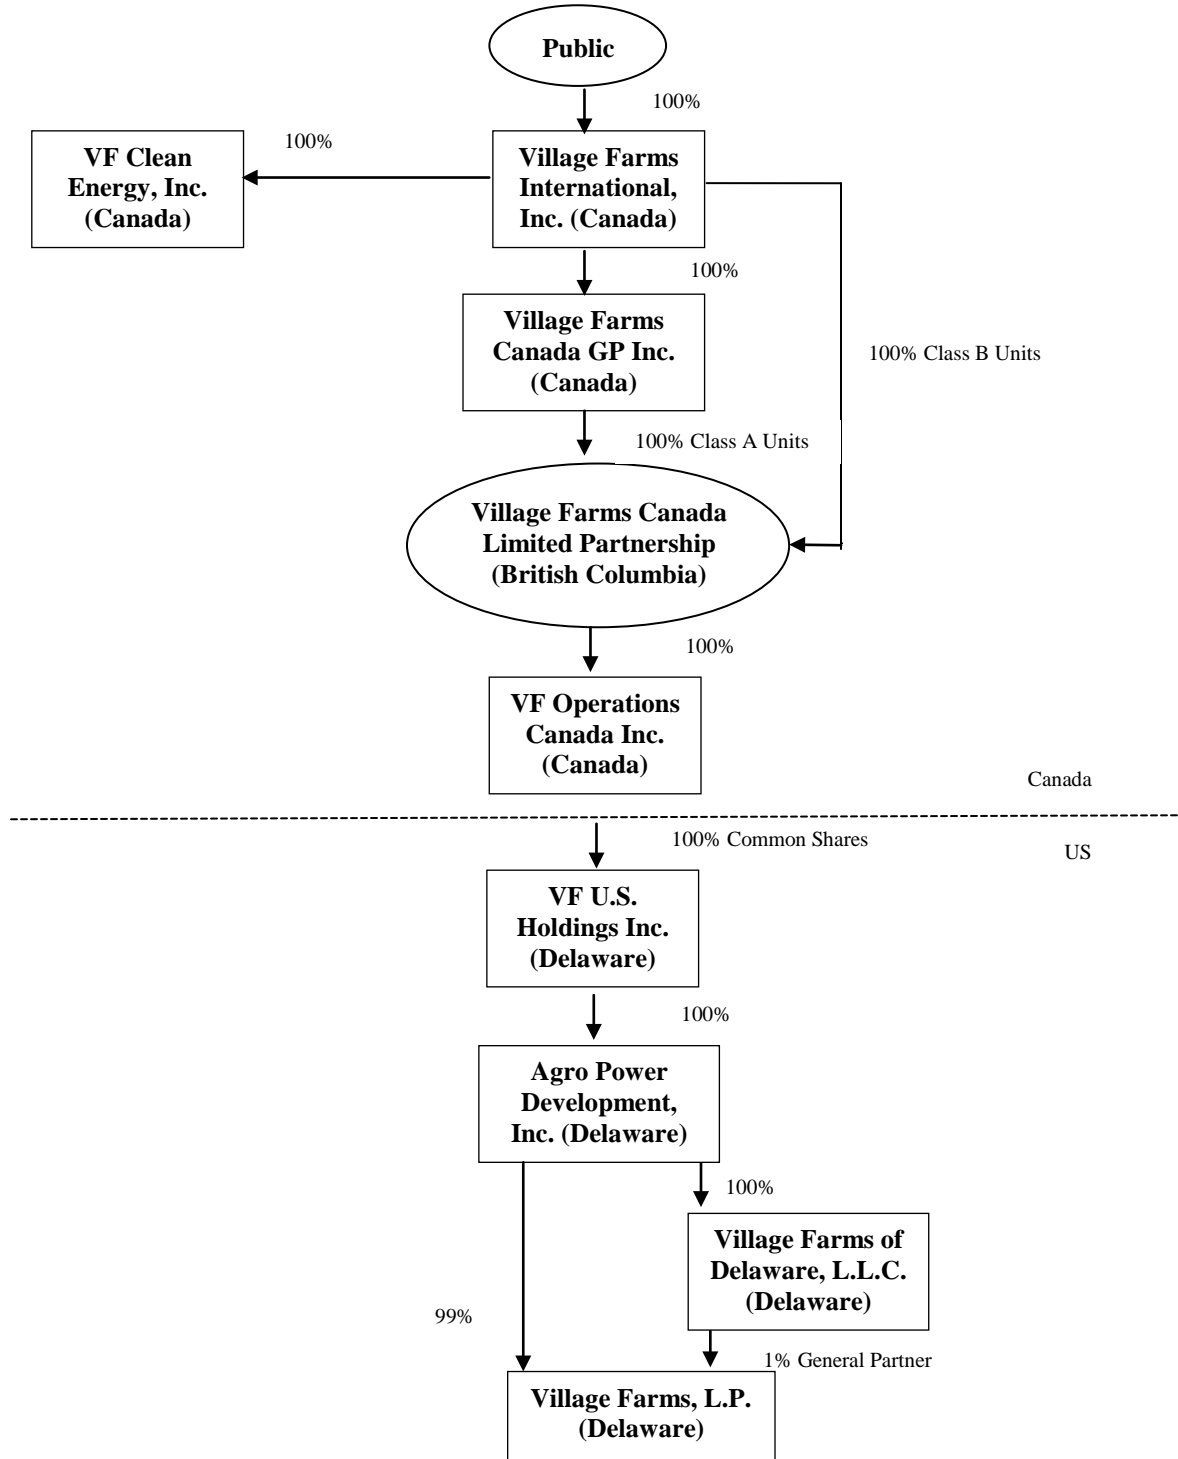 Public
100%
100%
VF Clean
Energy, Inc.
(Canada)
Village Farms
International,
Inc. (Canada)
100%
Village Farms
Canada GP Inc.
(Canada)
100% Class B Units
100% Class A Units
Village Farms Canada
Limited Partnership
(British Columbia)
100%
VF Operations
Canada Inc.
(Canada)
Canada
100% Common Shares
US
VF U.S.
Holdings Inc.
(Delaware)
100%
Agro Power
Development,
Inc. (Delaware)
100%
Village Farms of
Delaware, L.L.C.
(Delaware)
99%
1% General Partner
Village Farms, L.P.
(Delaware)